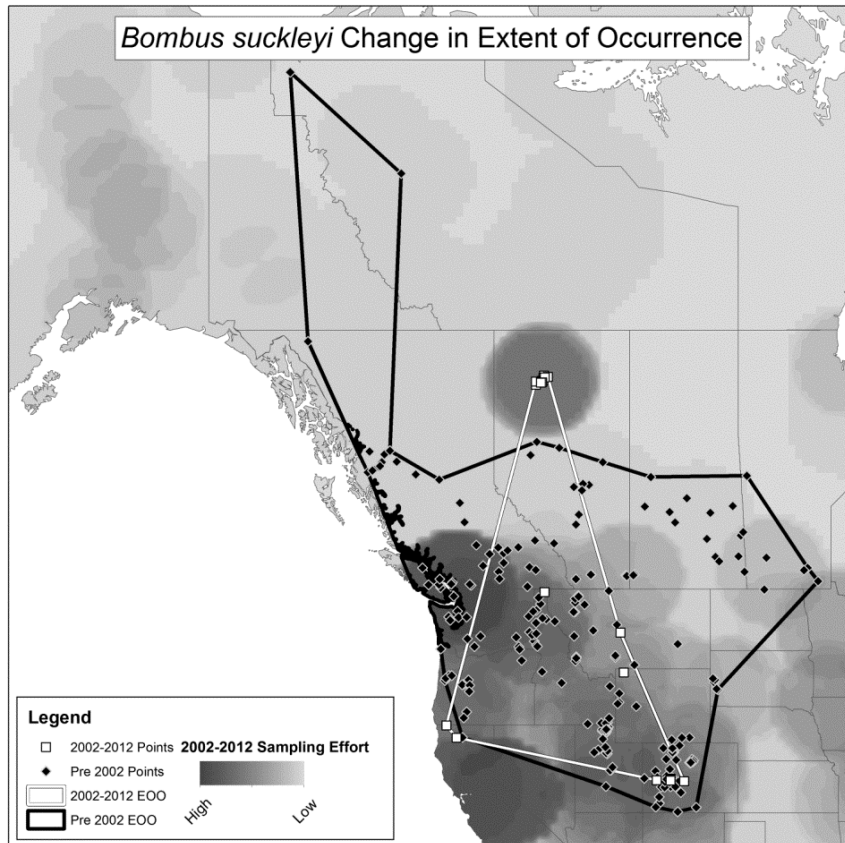 Bombus suckleyi Change in Extent of Occurrence
Legend
2002-2012 Points
Pre 2002 Points
2002-2012 EOO
Pre 2002 EOO
2002-2012 Sampling Effort
High
Low